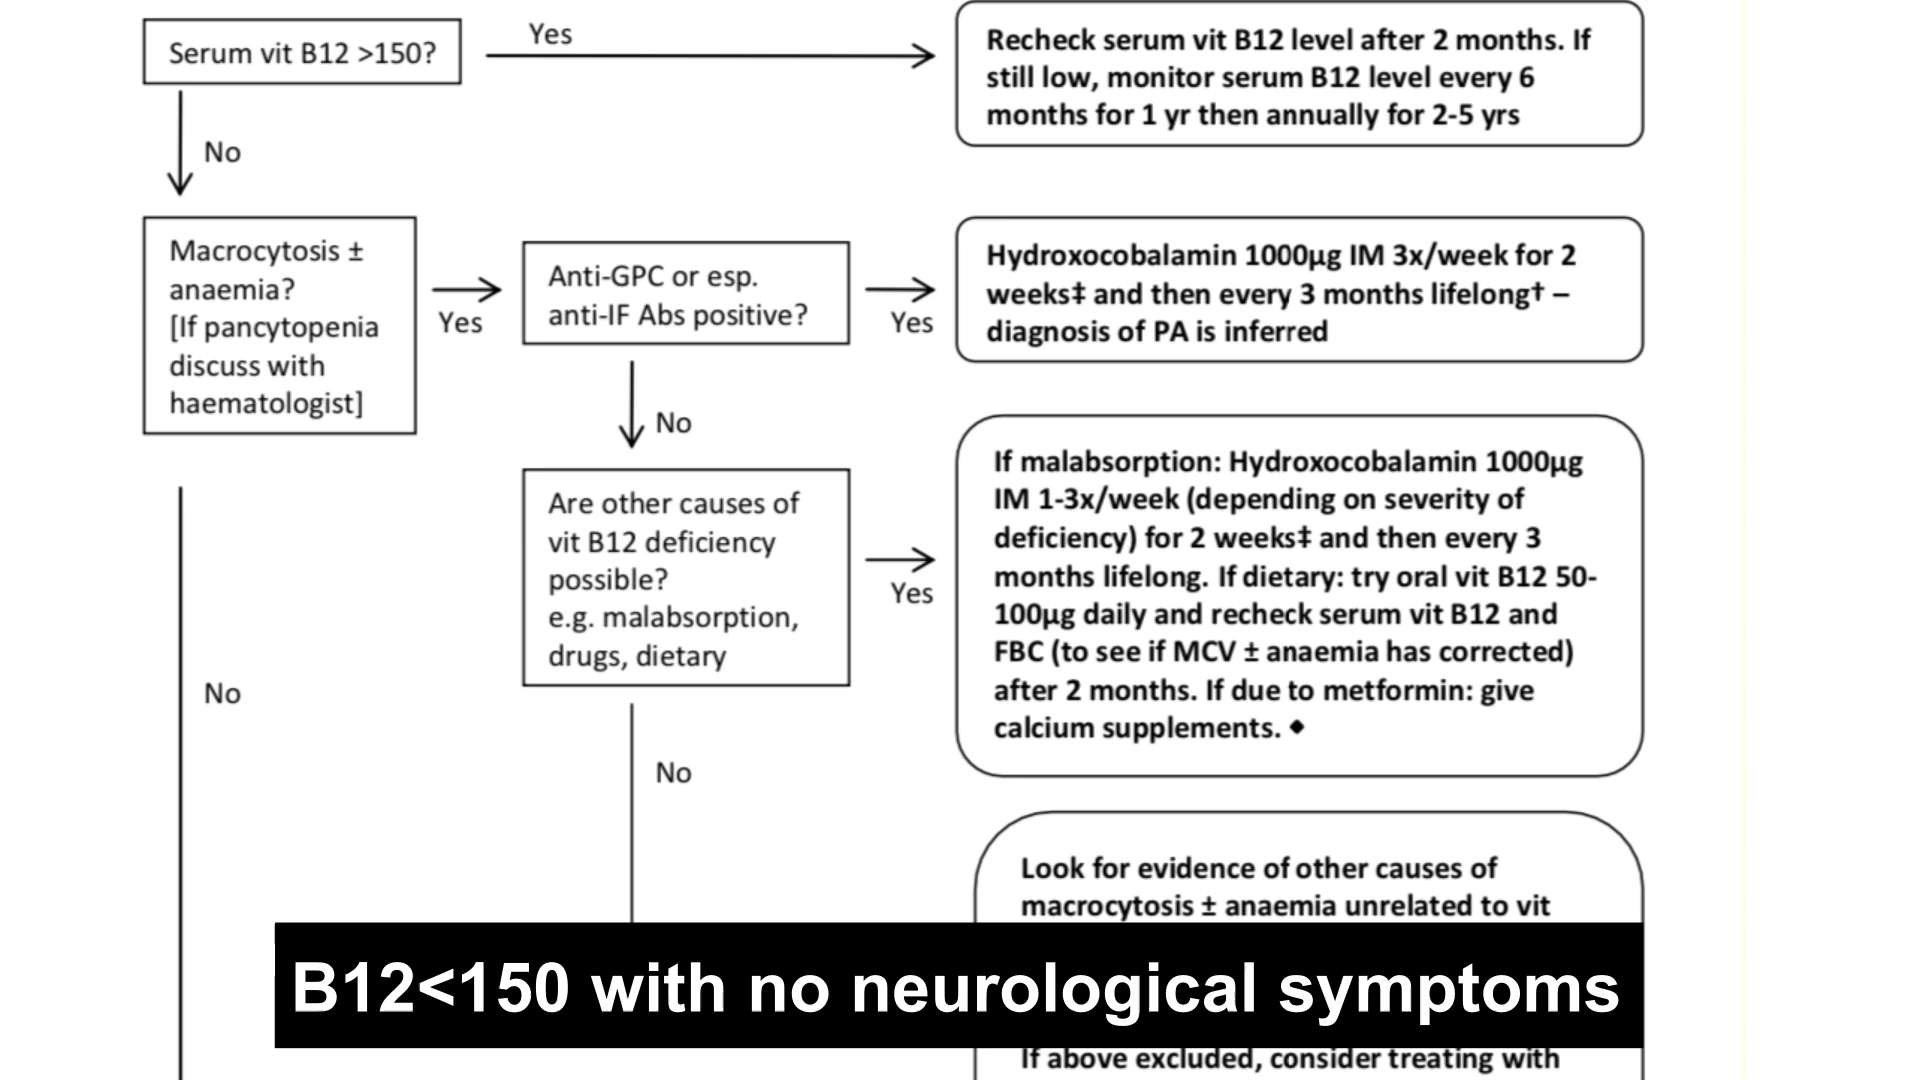 Serum vit B12 >150?
Yes
Recheck serum vit B12 level after 2 months. If
still low, monitor serum B12 level every 6
months for 1 yr then annually for 2-5 yrs
No
Macrocytosis ±
anaemia?
[If pancytopenia
discuss with
haematologist]
Yes
Anti-GPC or esp.
anti-IF Abs positive?
Yes
Hydroxocobalamin 1000µg IM 3x/week for 2
weeks‡ and then every 3 months lifelong† –
diagnosis of PA is inferred
No
Are other causes of
vit B12 deficiency
possible?
e.g. malabsorption,
drugs, dietary
Yes
If malabsorption: Hydroxocobalamin 1000µg
IM 1-3x/week (depending on severity of
deficiency) for 2 weeks‡ and then every 3
months lifelong. If dietary: try oral vit B12 50-
100µg daily and recheck serum vit B12 and
FBC (to see if MCV ± anaemia has corrected)
after 2 months. If due to metformin: give
calcium supplements. ◆
No
No
Look for evidence of other causes of
macrocytosis ± anaemia unrelated to vit
B12<150 with no neurological symptoms
If above excluded, consider treating with